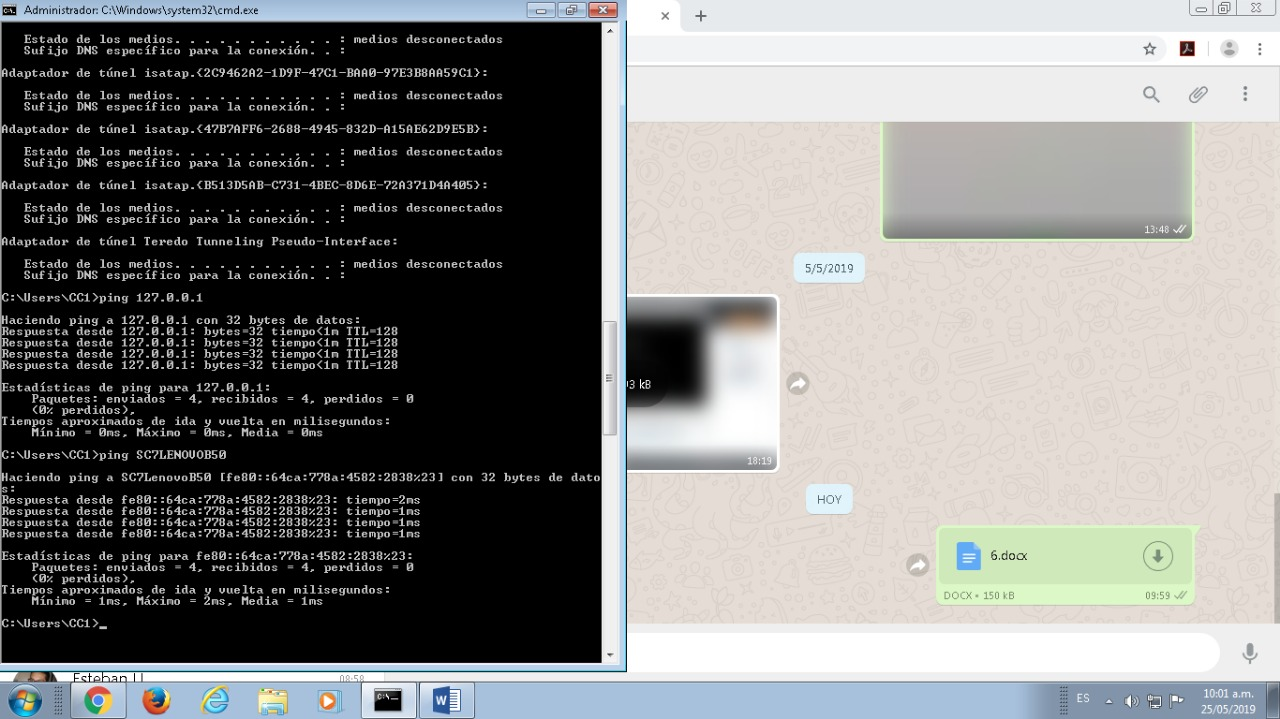 Administrador: C:\Windows\system32\cmd.exe
Estado de los medios. . . . . . . . . . . : medios desconectados
Sufijo DNS específico para la conexión. . :
Adaptador de túnel isatap.{2C9462A2-1D9F-47C1-BAA0-97E3B8AA59C1}:
Estado de los medios. . . . . . . . . . . : medios desconectados
Sufijo DNS específico para la conexión. . :
Adaptador de túnel isatap.{47B7AFF6-2688-4945-832D-A15AE62D9E5B}:
Estado de los medios. . . . . . . . . . . : medios desconectados
Sufijo DNS específico para la conexión. . :
Adaptador de túnel isatap.{B513D5AB-C731-4BEC-8D6E-72A371D4A405}:
Estado de los medios. . . . . . . . . . . : medios desconectados
Sufijo DNS específico para la conexión. . :
Adaptador de túnel Teredo Tunneling Pseudo-Interface:
Estado de los medios. . . . . . . . . . . : medios desconectados
Sufijo DNS específico para la conexión. . :
C:\Users\CC1>ping 127.0.0.1
Haciendo ping a 127.0.0.1 con 32 bytes de datos:
Respuesta desde 127.0.0.1: bytes=32 tiempo<1m TTL=128
Respuesta desde 127.0.0.1: bytes=32 tiempo<1m TTL=128
Respuesta desde 127.0.0.1: bytes=32 tiempo<1m TTL=128
Respuesta desde 127.0.0.1: bytes=32 tiempo<1m TTL=128
Estadísticas de ping para 127.0.0.1:
Paquetes: enviados = 4, recibidos = 4, perdidos = 0
(0% perdidos),
Tiempos aproximados de ida y vuelta en milisegundos:
Mínimo = 0ms, Máximo = 0ms, Media = 0ms
C:\Users\CC1>ping SC7LENOVOB50
Haciendo ping a SC7LenovoB50 [fe80::64ca:778a:4582:2838%23] con 32 bytes de dato
s:
Respuesta desde fe80::64ca:778a:4582:2838%23: tiempo=2ms
Respuesta desde fe80::64ca:778a:4582:2838%23: tiempo=1ms
Respuesta desde fe80::64ca:778a:4582:2838%23: tiempo=1ms
Respuesta desde fe80::64ca:778a:4582:2838%23: tiempo=1ms
Estadísticas de ping para fe80::64ca:778a:4582:2838%23:
Paquetes: enviados = 4, recibidos = 4, perdidos = 0
(0% perdidos),
Tiempos aproximados de ida y vuelta en milisegundos:
Mínimo = 1ms, Máximo = 2ms, Media = 1ms
C:\Users\CC1>_
13:48
5/5/2019
3 kB
18:19
HOY
6.docx
DOCX • 150 kB 09:59
Esteban 08:58
ES
10:01 a.m.
25/05/2019